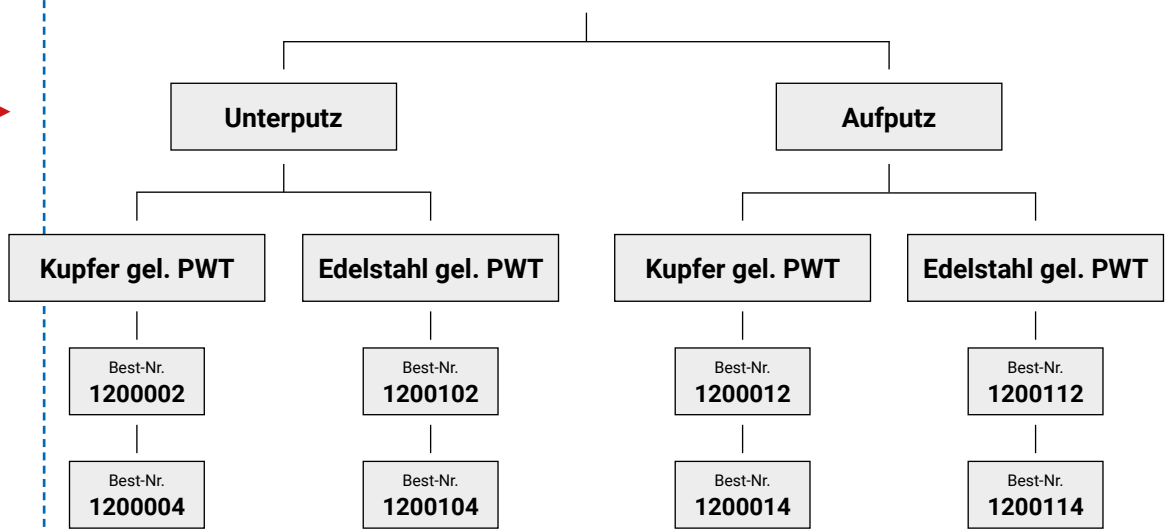 Unterputz
Aufputz
Kupfer gel. PWT
Edelstahl gel. PWT
Kupfer gel. PWT
Edelstahl gel. PWT
Best-Nr.
1200002
Best-Nr.
1200102
Best-Nr.
1200012
Best-Nr.
1200112
Best-Nr.
1200004
Best-Nr.
1200104
Best-Nr.
1200014
Best-Nr.
1200114